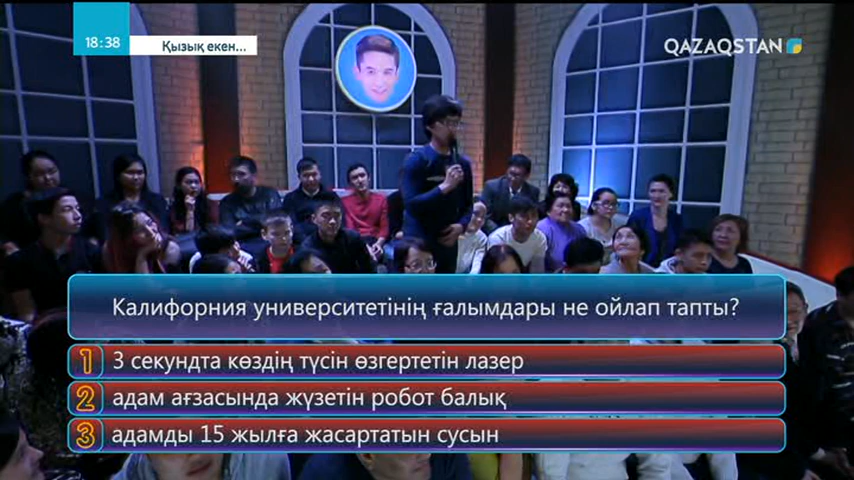 18:38
Қызық екен...
QAZAQSTAN
Калифорния университетінің ғалымдары не ойлап тапты?
1 3 секундта көздің түсін өзгертетін лазер
2 адам ағзасында жүзетін робот балық
3 адамды 15 жылға жасартатын сусын